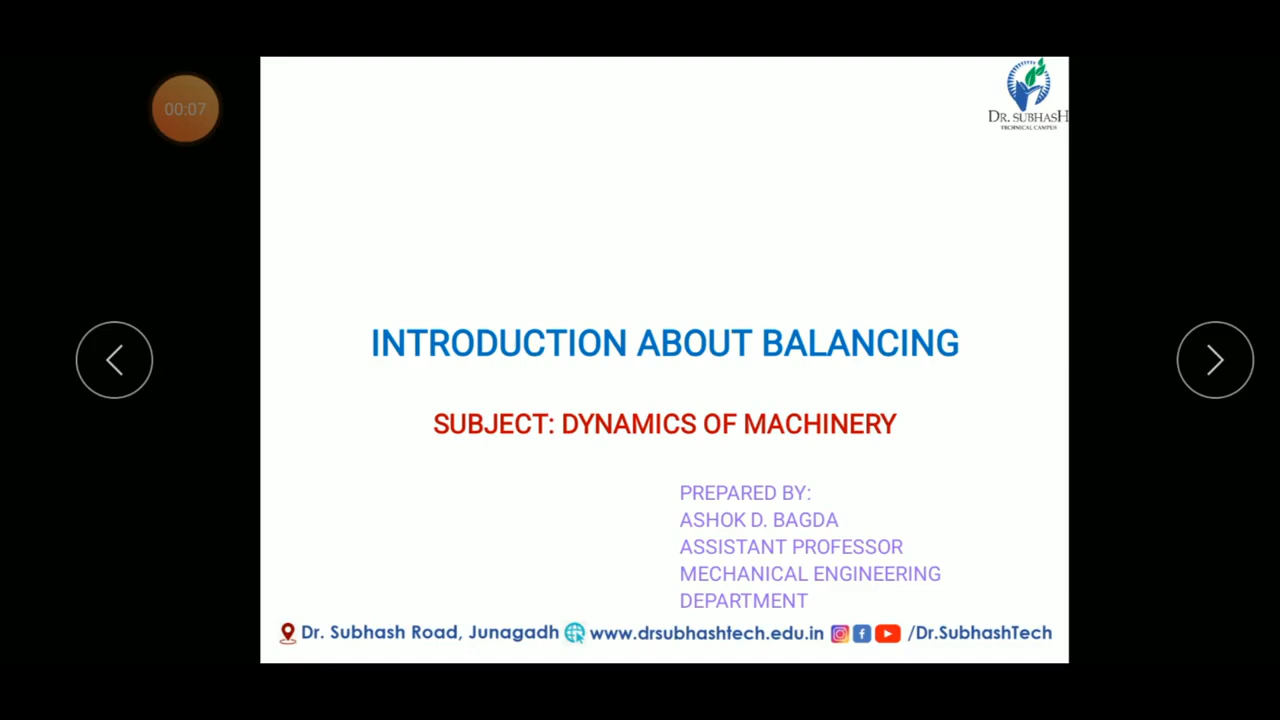 00:07
DR. SUBHASH
TECHNICAL CAMPUS
INTRODUCTION ABOUT BALANCING
SUBJECT: DYNAMICS OF MACHINERY
PREPARED BY:
ASHOK D. BAGDA
ASSISTANT PROFESSOR
MECHANICAL ENGINEERING
DEPARTMENT
Dr. Subhash Road, Junagadh www.drsubhashtech.edu.in /Dr.SubhashTech